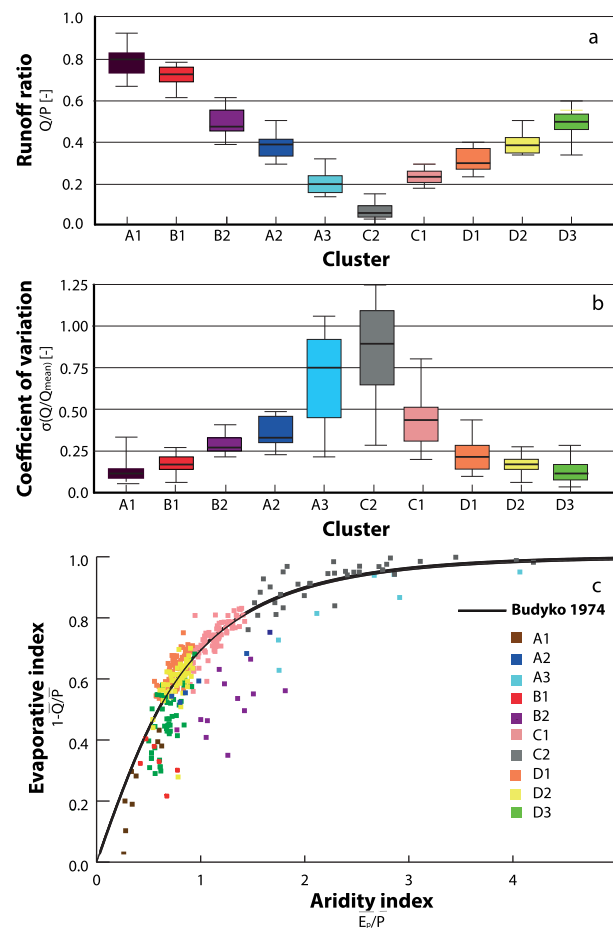 a
Runoff ratio
Q/P [-]
1.0
0.8
0.6
0.4
0.2
0.0
A1 B1 B2 A2 A3 C2 C1 D1 D2 D3
Cluster
b
Coefficient of variation
σ(Q/Qmean) [-]
1.25
1.00
0.75
0.50
0.25
0.0
A1 B1 B2 A2 A3 C2 C1 D1 D2 D3
Cluster
c
Evaporative index
1-Q̅/P̅
1.0
0.8
0.6
0.4
0.2
0.0
Budyko 1974
A1
A2
A3
B1
B2
C1
C2
D1
D2
D3
0 1 2 3 4
Aridity index
E̅ₚ/P̅